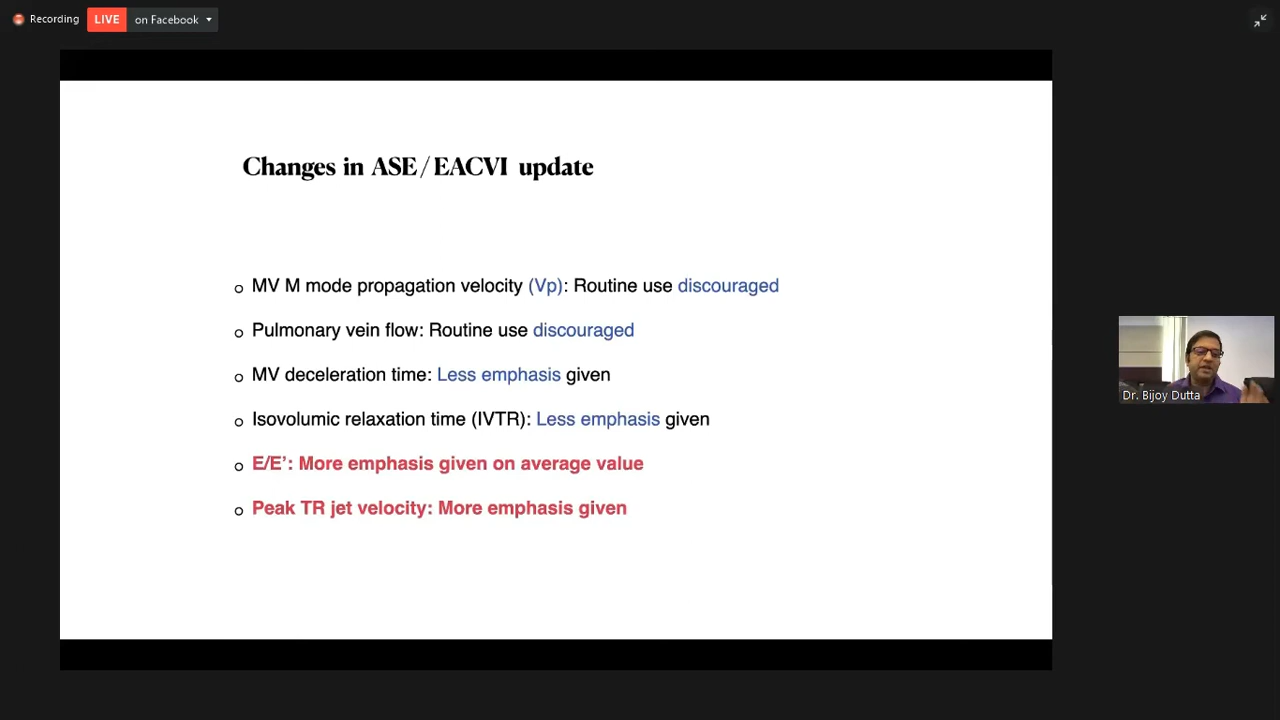 Recording
LIVE
on Facebook
Changes in ASE/EACVI update
MV M mode propagation velocity (Vp): Routine use discouraged
Pulmonary vein flow: Routine use discouraged
MV deceleration time: Less emphasis given
Isovolumic relaxation time (IVTR): Less emphasis given
E/E’: More emphasis given on average value
Peak TR jet velocity: More emphasis given
Dr. Bijoy Dutta